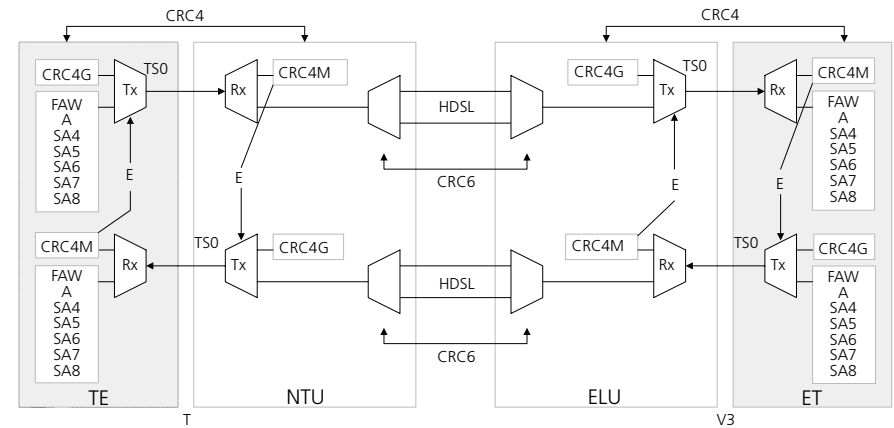 CRC4
CRC4
CRC4G
TS0
Tx
Rx
CRC4M
HDSL
CRC4G
Tx
TS0
Rx
CRC4M
FAW
A
SA4
SA5
SA6
SA7
SA8
FAW
A
SA4
SA5
SA6
SA7
SA8
E
E
E
E
CRC6
CRC4M
Rx
TS0
Tx
CRC4G
HDSL
CRC4M
Rx
TS0
Tx
CRC4G
FAW
A
SA4
SA5
SA6
SA7
SA8
FAW
A
SA4
SA5
SA6
SA7
SA8
CRC6
TE
NTU
ELU
ET
T
V3